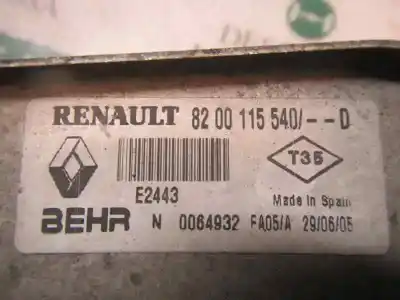 RENAULT 82 00 115 540/--D
T35
E2443
Made in Spain
BEHR N 0064932 FA05/A 29/06/05